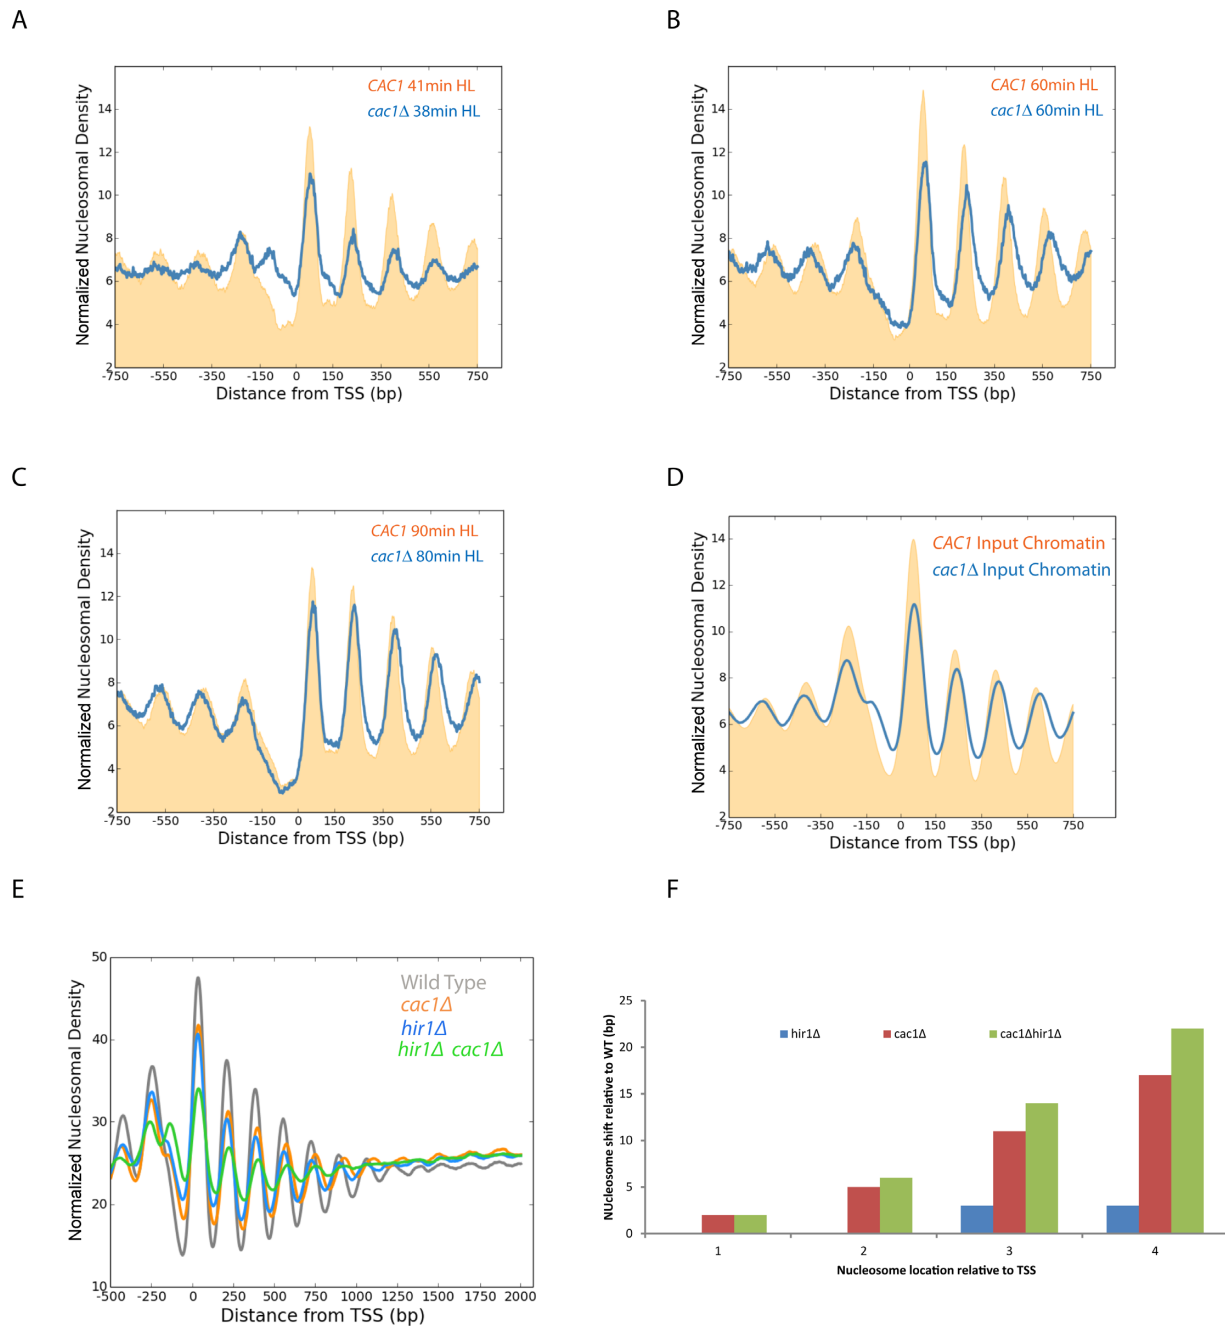 A
B
CAC1 41min HL
cac1Δ 38min HL
Normalized Nucleosomal Density
14
12
10
8
6
4
2
-750 -550 -350 -150 0 150 350 550 750
Distance from TSS (bp)
CAC1 60min HL
cac1Δ 60min HL
Normalized Nucleosomal Density
14
12
10
8
6
4
2
-750 -550 -350 -150 0 150 350 550 750
Distance from TSS (bp)
C
D
CAC1 90min HL
cac1Δ 80min HL
Normalized Nucleosomal Density
14
12
10
8
6
4
2
-750 -550 -350 -150 0 150 350 550 750
Distance from TSS (bp)
CAC1 Input Chromatin
cac1Δ Input Chromatin
Normalized Nucleosomal Density
14
12
10
8
6
4
2
-750 -550 -350 -150 0 150 350 550 750
Distance from TSS (bp)
E
F
Wild Type
cac1Δ
hir1Δ
hir1Δ cac1Δ
Normalized Nucleosomal Density
50
40
30
20
10
-500 -250 0 250 500 750 1000 1250 1500 1750 2000
Distance from TSS (bp)
NUcleosome shift relative to WT (bp)
25
20
15
10
5
0
hir1Δ cac1Δ cac1Δhir1Δ
1 2 3 4
Nucleosome location relative to TSS